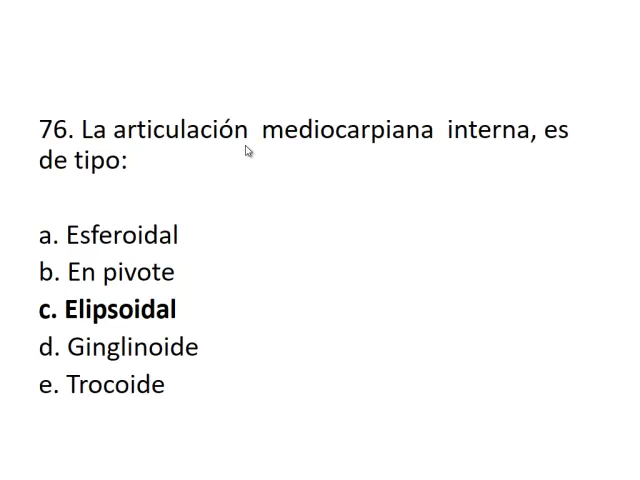 76. La articulación mediocarpiana interna, es
de tipo:
a. Esferoidal
b. En pivote
c. Elipsoidal
d. Ginglinoide
e. Trocoide